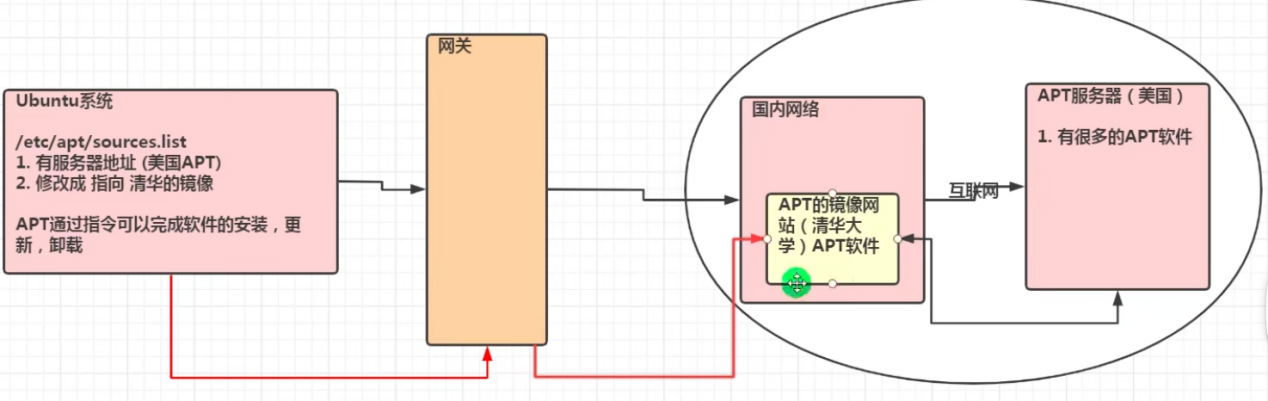 Ubuntu系统
/etc/apt/sources.list
1. 有服务器地址 (美国APT)
2. 修改成 指向 清华的镜像
APT通过指令可以完成软件的安装，更
新，卸载
网关
国内网络
APT的镜像网
站（清华大
学）APT软件
互联网
APT服务器（美国）
1. 有很多的APT软件